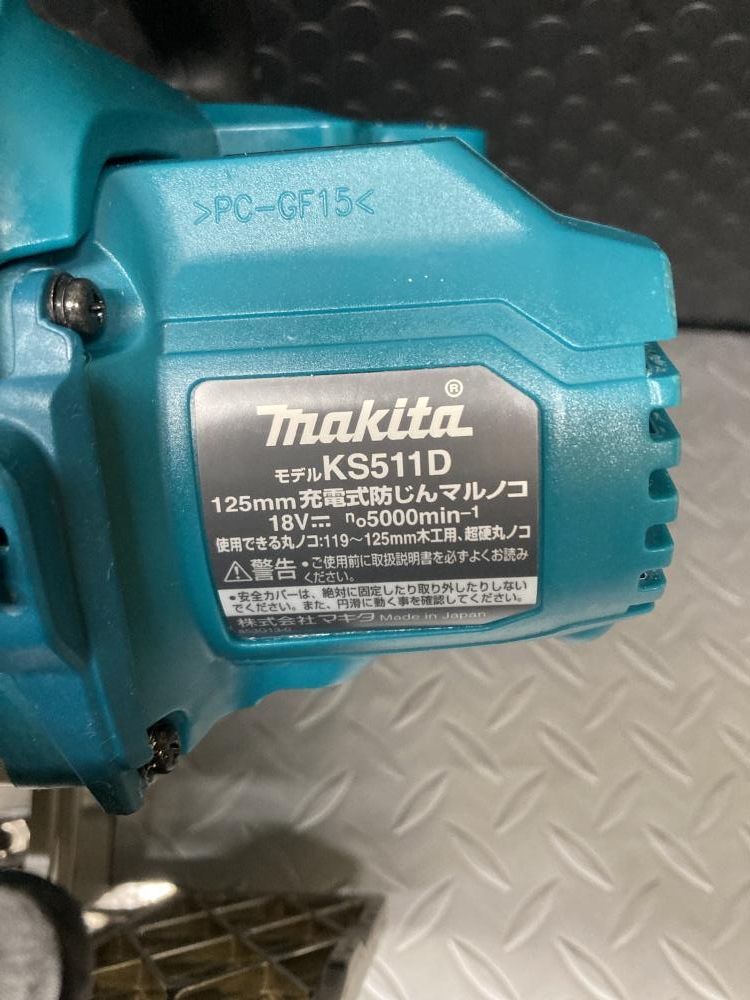 >PC-GF15<
makita®
モデルKS511D
125mm充電式防じんマルノコ
18V⎓ n₀5000min⁻¹
使用できる丸ノコ:119～125mm木工用、超硬丸ノコ
⚠警告 •ご使用前に取扱説明書を必ずよくお読み
ください。
•安全カバーは、絶対に固定したり取り外したりしない
でください。また、円滑に動く事を確認してください。
株式会社マキタ Made in Japan